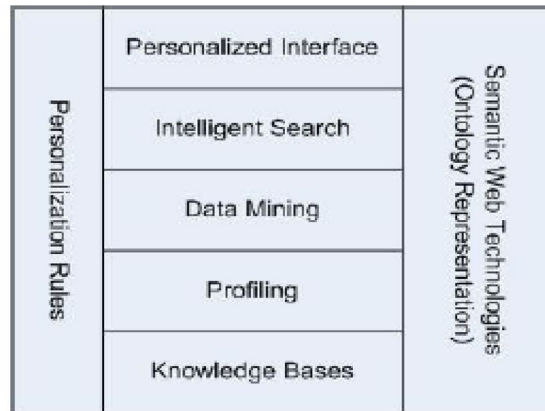 Personalization Rules
Personalized Interface
Intelligent Search
Data Mining
Profiling
Knowledge Bases
Semantic Web Technologies
(Ontology Representation)